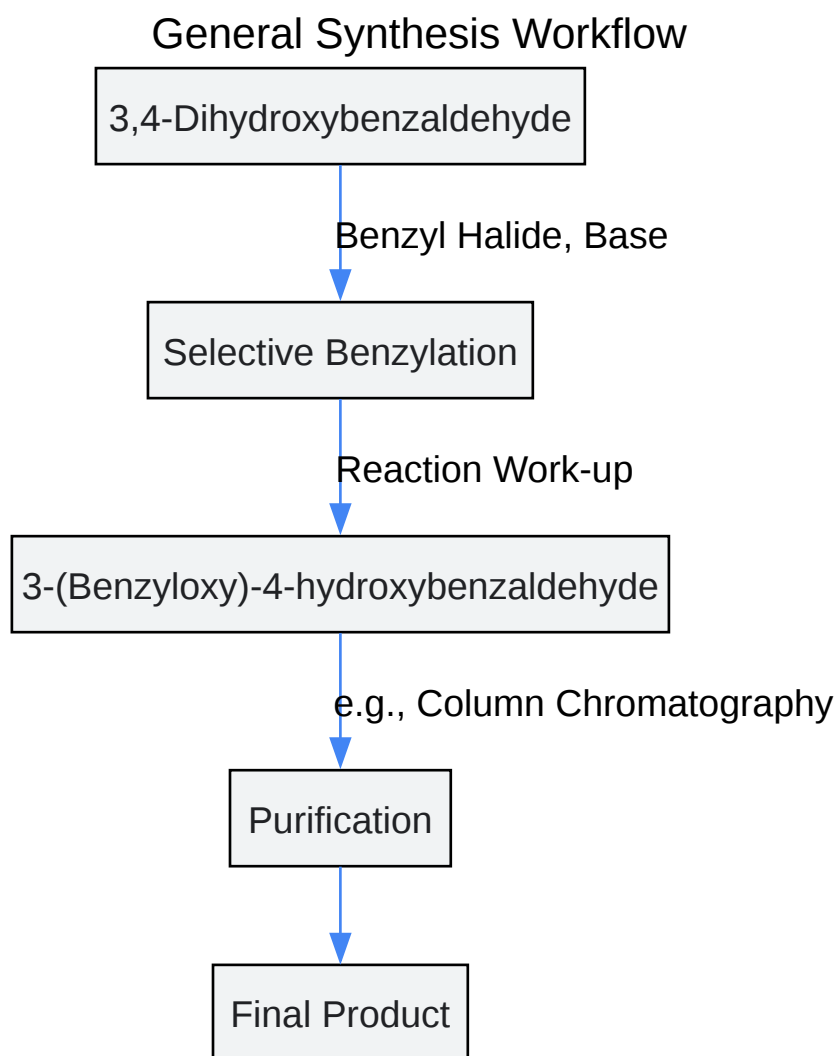 General Synthesis Workflow
3,4-Dihydroxybenzaldehyde
Benzyl Halide, Base
Selective Benzylation
Reaction Work-up
3-(Benzyloxy)-4-hydroxybenzaldehyde
e.g., Column Chromatography
Purification
Final Product